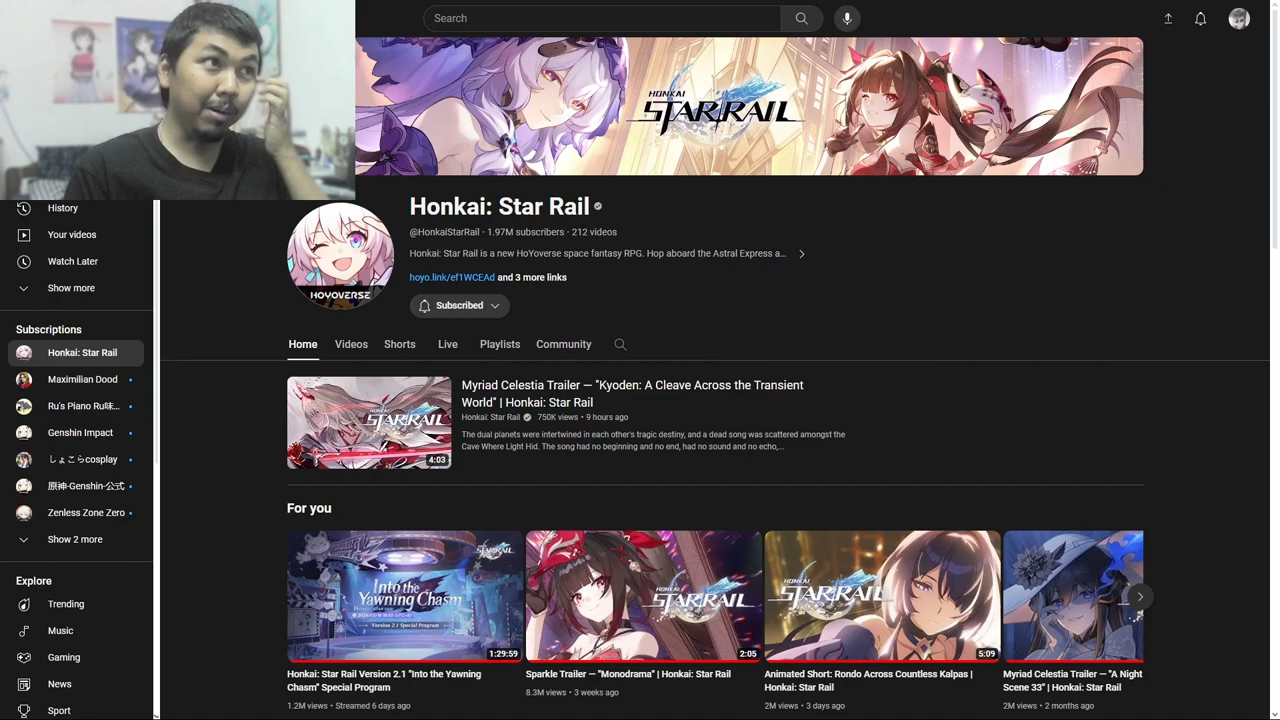 Search
HONKAI
STAR RAIL
Honkai: Star Rail
@HonkaiStarRail · 1.97M subscribers · 212 videos
Honkai: Star Rail is a new HoYoverse space fantasy RPG. Hop aboard the Astral Express a...
hoyo.link/ef1WCEAd and 3 more links
Subscribed
HOYOVERSE
History
Your videos
Watch Later
Show more
Subscriptions
Honkai: Star Rail
Maximilian Dood
Ru's Piano Ru味...
Genshin Impact
しょこらcosplay
原神-Genshin-公式
Zenless Zone Zero
Show 2 more
Explore
Trending
Music
Gaming
News
Sport
Home Videos Shorts Live Playlists Community
HONKAI
STAR RAIL
4:03
Myriad Celestia Trailer — "Kyoden: A Cleave Across the Transient
World" | Honkai: Star Rail
Honkai: Star Rail 750K views • 9 hours ago
The dual planets were intertwined in each other's tragic destiny, and a dead song was scattered amongst the
Cave Where Light Hid. The song had no beginning and no end, had no sound and no echo,...
For you
STAR RAIL
Into the
Yawning Chasm
Version 2.1 Special Program
1:29:59
Honkai: Star Rail Version 2.1 "Into the Yawning
Chasm" Special Program
1.2M views • Streamed 6 days ago
HONKAI
STAR RAIL
2:05
Sparkle Trailer — "Monodrama" | Honkai: Star Rail
8.3M views • 3 weeks ago
HONKAI
STAR RAIL
5:09
Animated Short: Rondo Across Countless Kalpas |
Honkai: Star Rail
2M views • 3 days ago
Myriad Celestia Trailer — "A Night
Scene 33" | Honkai: Star Rail
2M views • 2 months ago